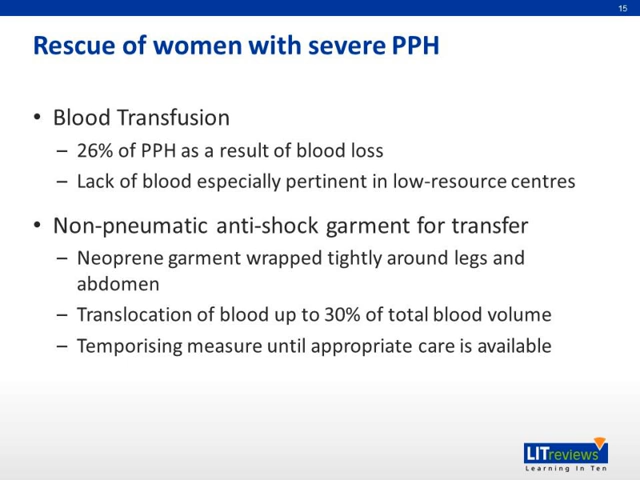 15
Rescue of women with severe PPH
• Blood Transfusion
– 26% of PPH as a result of blood loss
– Lack of blood especially pertinent in low-resource centres
• Non-pneumatic anti-shock garment for transfer
– Neoprene garment wrapped tightly around legs and
abdomen
– Translocation of blood up to 30% of total blood volume
– Temporising measure until appropriate care is available
LITreviews
Learning In Ten